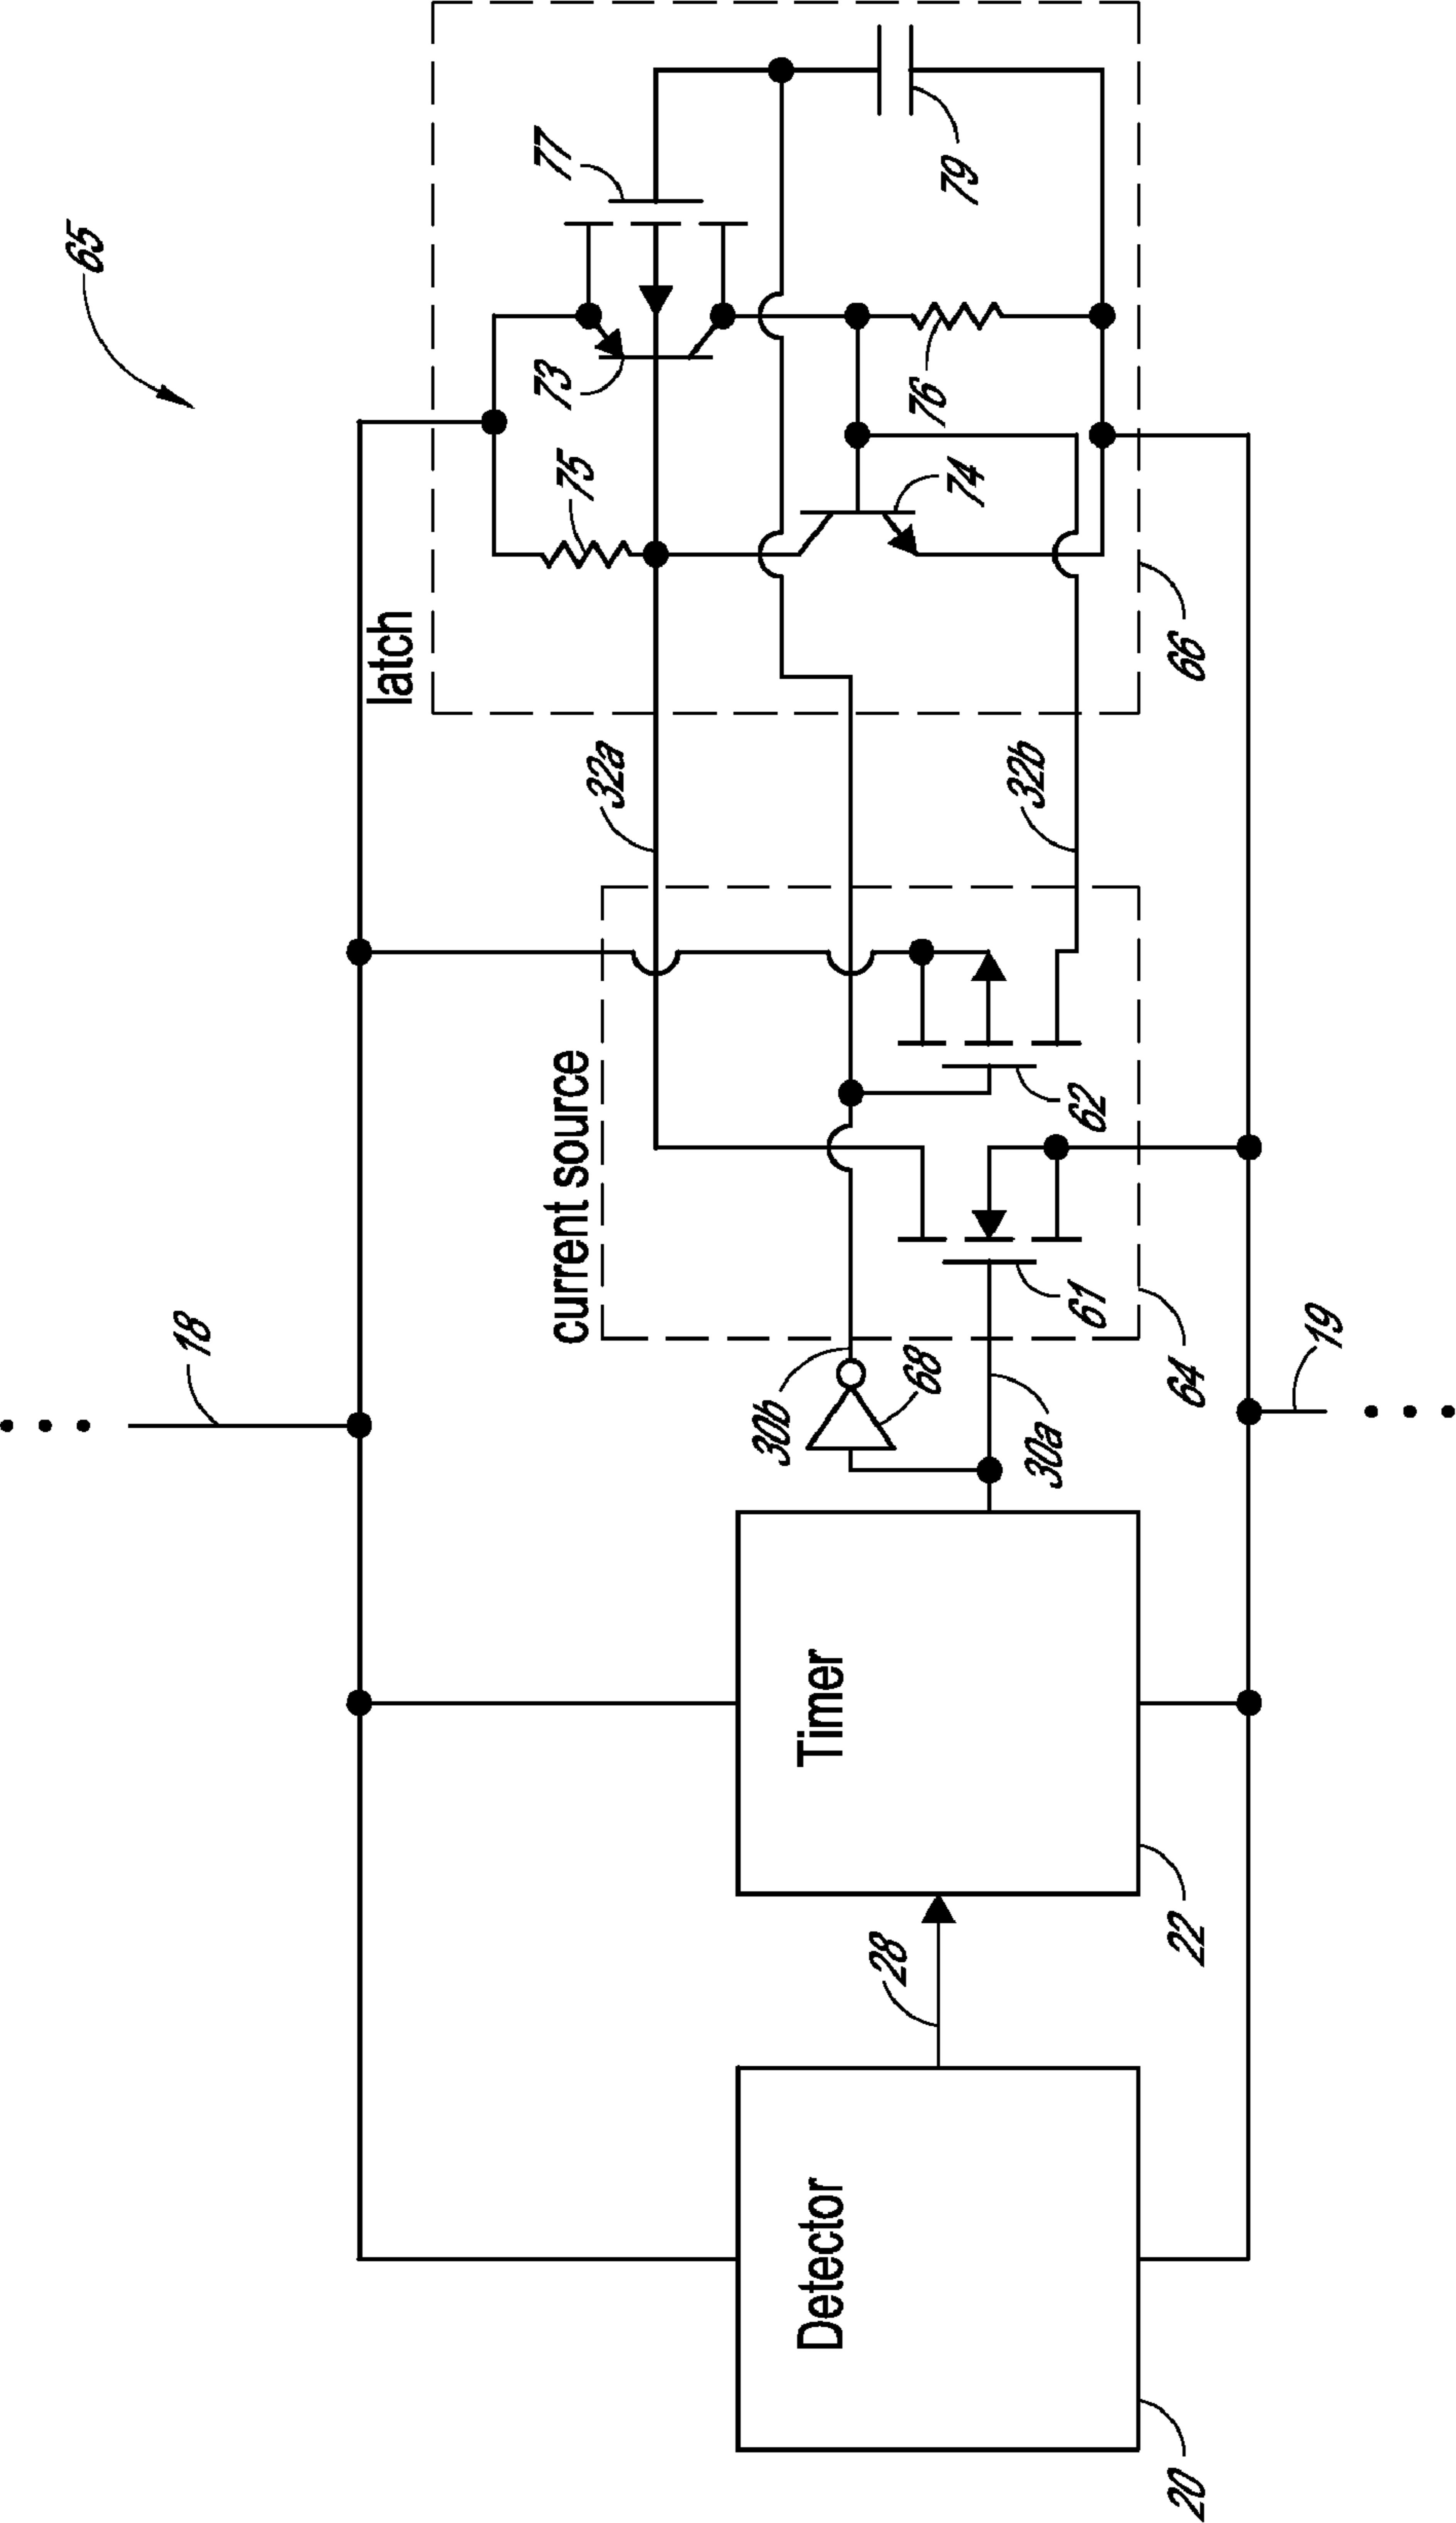 65
18
latch
current source
77
73
75
79
76
74
32a
32b
66
62
61
64
30b
68
30a
19
Timer
22
28
Detector
20